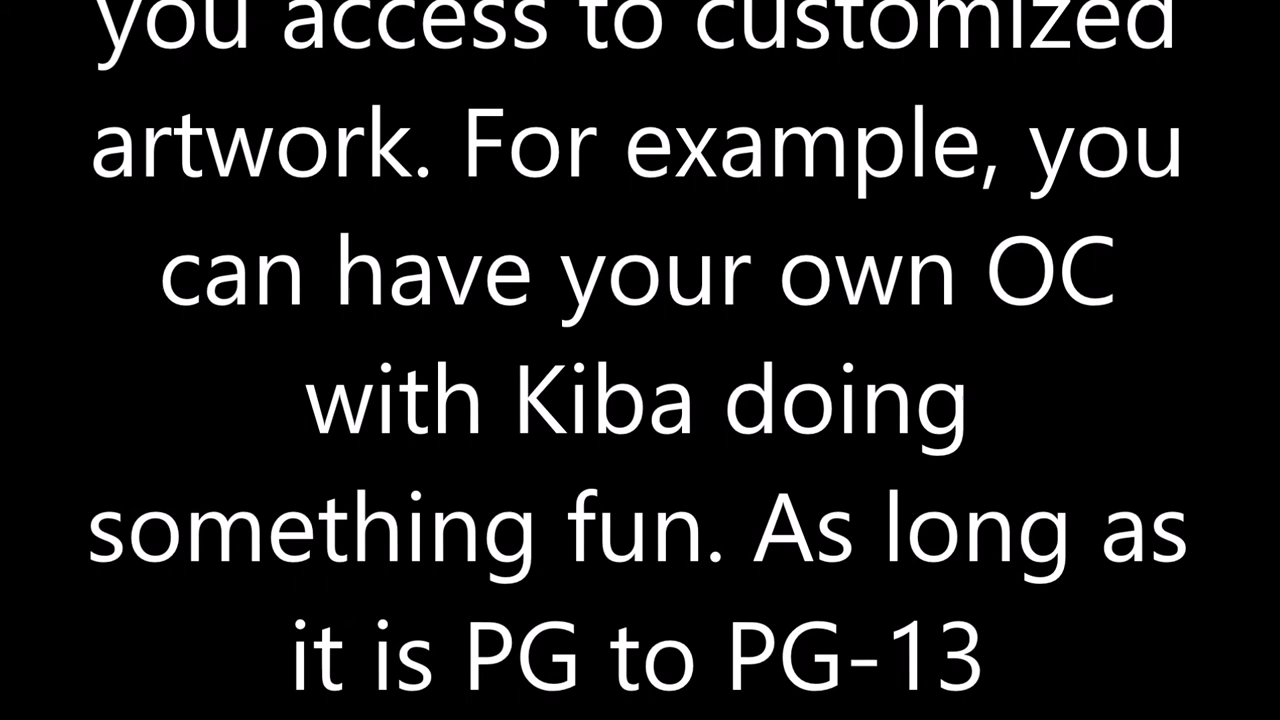 you access to customized
artwork. For example, you
can have your own OC
with Kiba doing
something fun. As long as
it is PG to PG-13